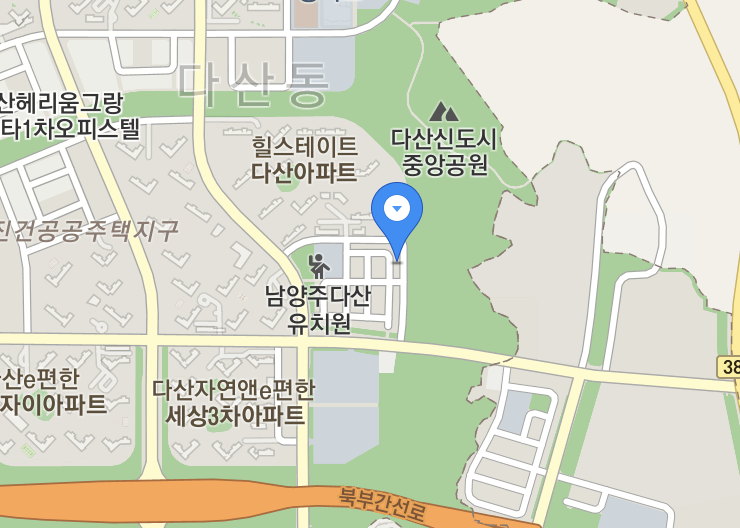 다산동
산헤리움그랑
타1차오피스텔
힐스테이트
다산아파트
다산신도시
중앙공원
진건공공주택지구
남양주다산
유치원
산e편한
자이아파트
다산자연앤e편한
세상3차아파트
38
북부간선로